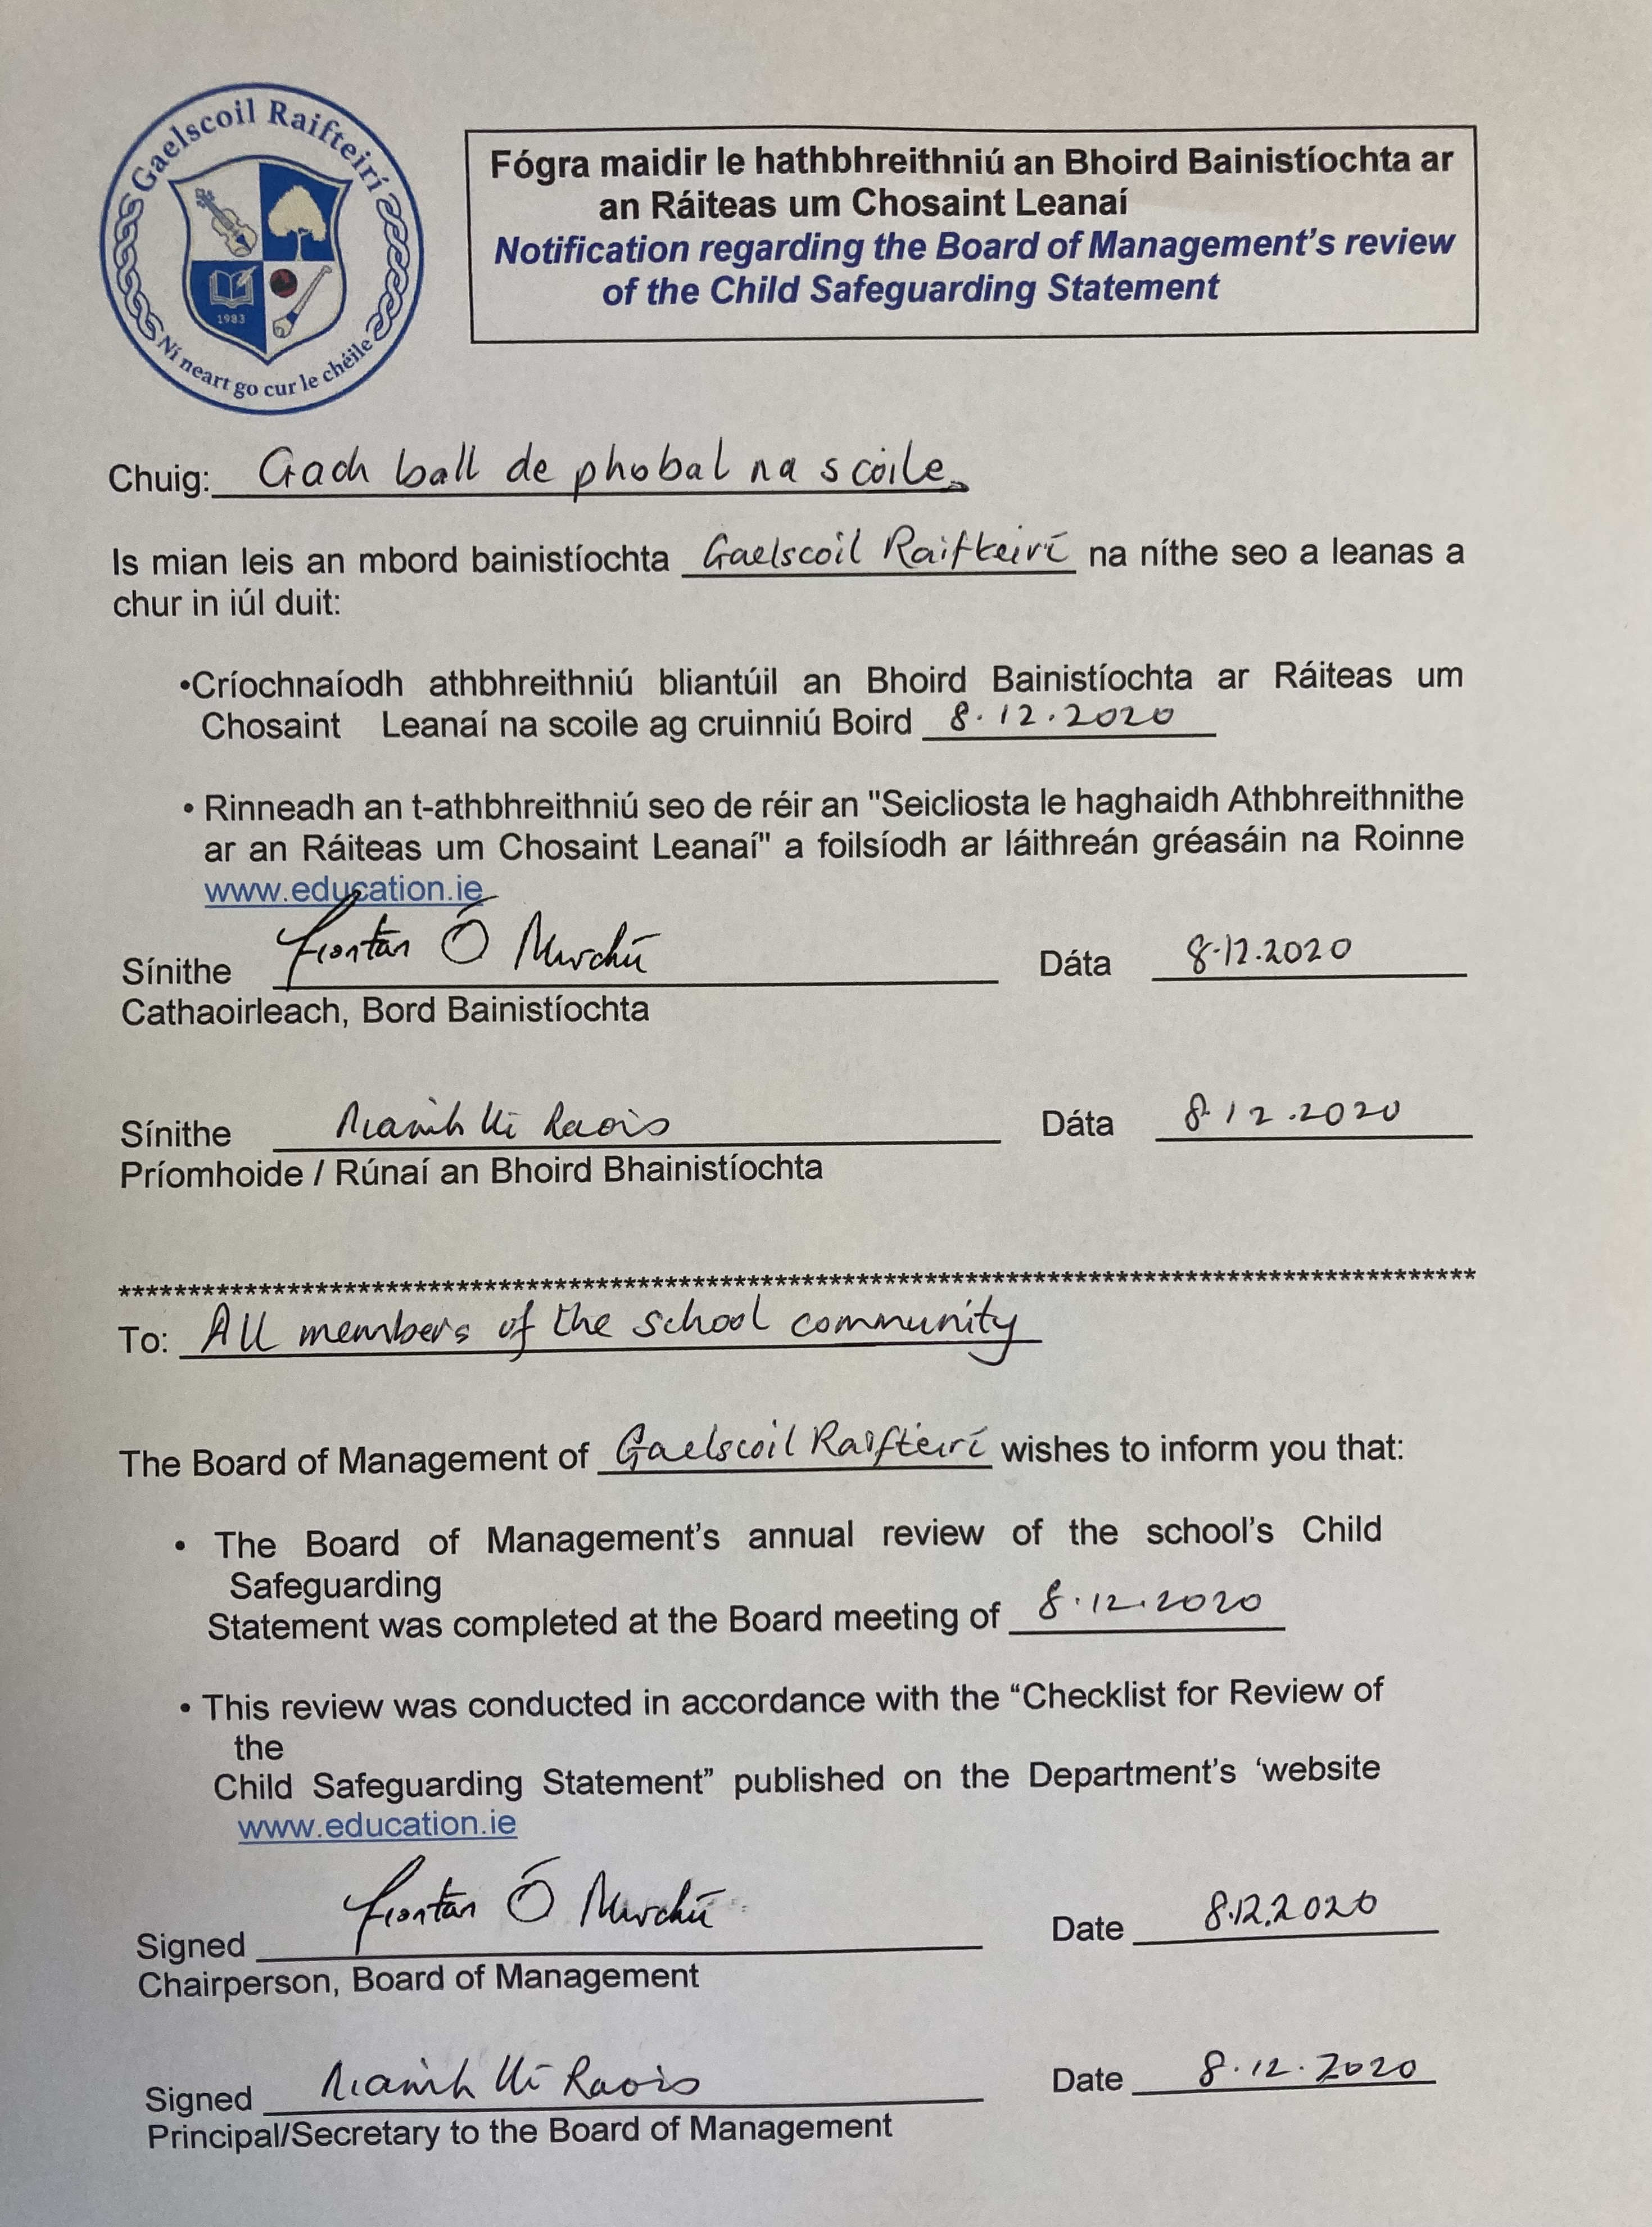 Gaelscoil Raifteirí
1983
Ní neart go cur le chéile
Fógra maidir le hathbhreithniú an Bhoird Bainistíochta ar
an Ráiteas um Chosaint Leanaí
Notification regarding the Board of Management's review
of the Child Safeguarding Statement
Chuig: Gach ball de phobal na scoile.
Is mian leis an mbord bainistíochta Gaelscoil Raifteirí na níthe seo a leanas a
chur in iúl duit:
•Críochnaíodh athbhreithniú bliantúil an Bhoird Bainistíochta ar Ráiteas um
Chosaint Leanaí na scoile ag cruinniú Boird 8.12.2020
• Rinneadh an t-athbhreithniú seo de réir an "Seicliosta le haghaidh Athbhreithnithe
ar an Ráiteas um Chosaint Leanaí" a foilsíodh ar láithreán gréasáin na Roinne
www.education.ie
Sínithe Fiontán Ó Murchú Dáta 8.12.2020
Cathaoirleach, Bord Bainistíochta
Sínithe Niamh Uí Raois Dáta 8.12.2020
Príomhoide / Rúnaí an Bhoird Bhainistíochta
************************************************************************************************
To: All members of the school community
The Board of Management of Gaelscoil Raifteirí wishes to inform you that:
• The Board of Management's annual review of the school's Child
Safeguarding
Statement was completed at the Board meeting of 8.12.2020
• This review was conducted in accordance with the “Checklist for Review of
the
Child Safeguarding Statement” published on the Department's ‘website
www.education.ie
Signed Fiontán Ó Murchú Date 8.12.2020
Chairperson, Board of Management
Signed Niamh Uí Raois Date 8.12.2020
Principal/Secretary to the Board of Management